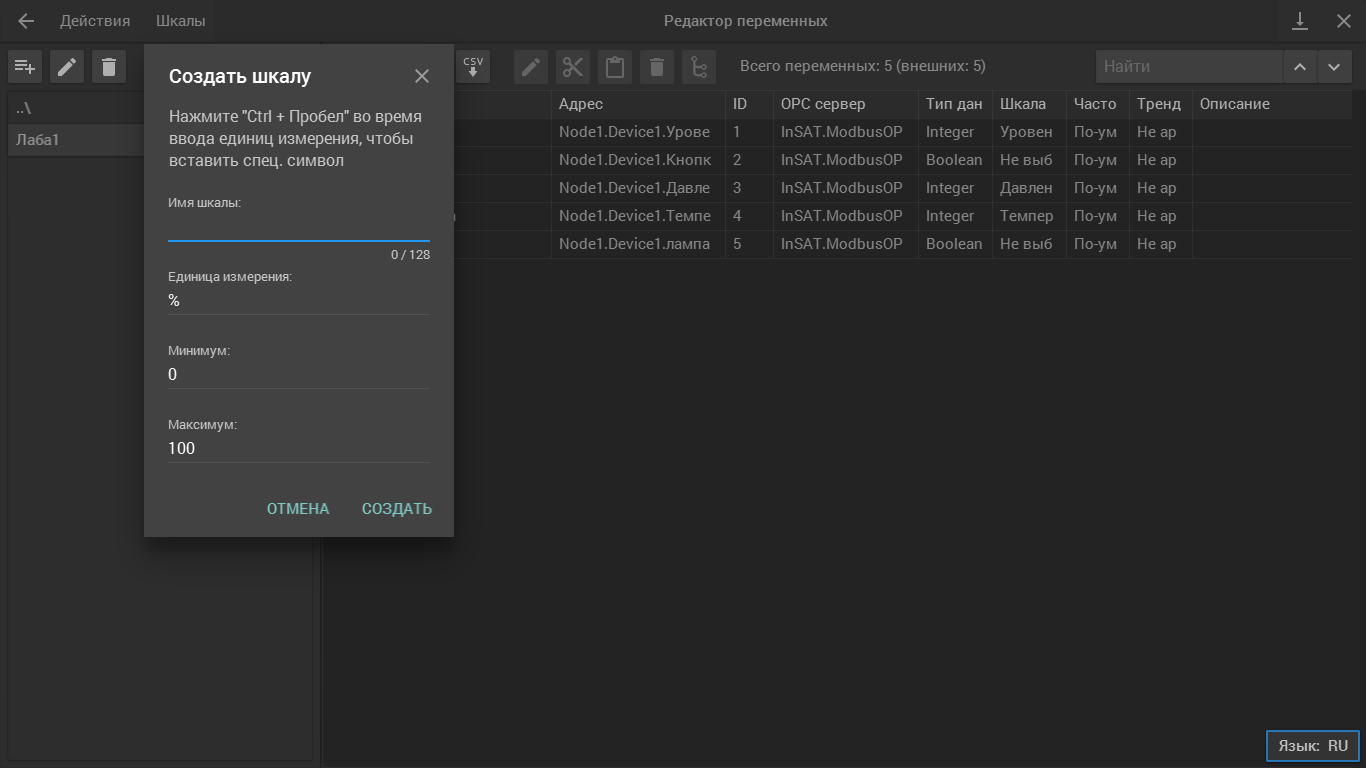 Действия Шкалы Редактор переменных
CSV Всего переменных: 5 (внешних: 5) Найти
..\
Лаба1
Создать шкалу
Нажмите "Ctrl + Пробел" во время
ввода единиц измерения, чтобы
вставить спец. символ
Имя шкалы:
0 / 128
Единица измерения:
%
Минимум:
0
Максимум:
100
ОТМЕНА СОЗДАТЬ
Адрес ID OPC сервер Тип дан Шкала Часто Тренд Описание
Node1.Device1.Урове 1 InSAT.ModbusOP Integer Уровен По-ум Не ар
Node1.Device1.Кнопк 2 InSAT.ModbusOP Boolean Не выб По-ум Не ар
Node1.Device1.Давле 3 InSAT.ModbusOP Integer Давлен По-ум Не ар
Node1.Device1.Темпе 4 InSAT.ModbusOP Integer Темпер По-ум Не ар
Node1.Device1.лампа 5 InSAT.ModbusOP Boolean Не выб По-ум Не ар
Язык: RU